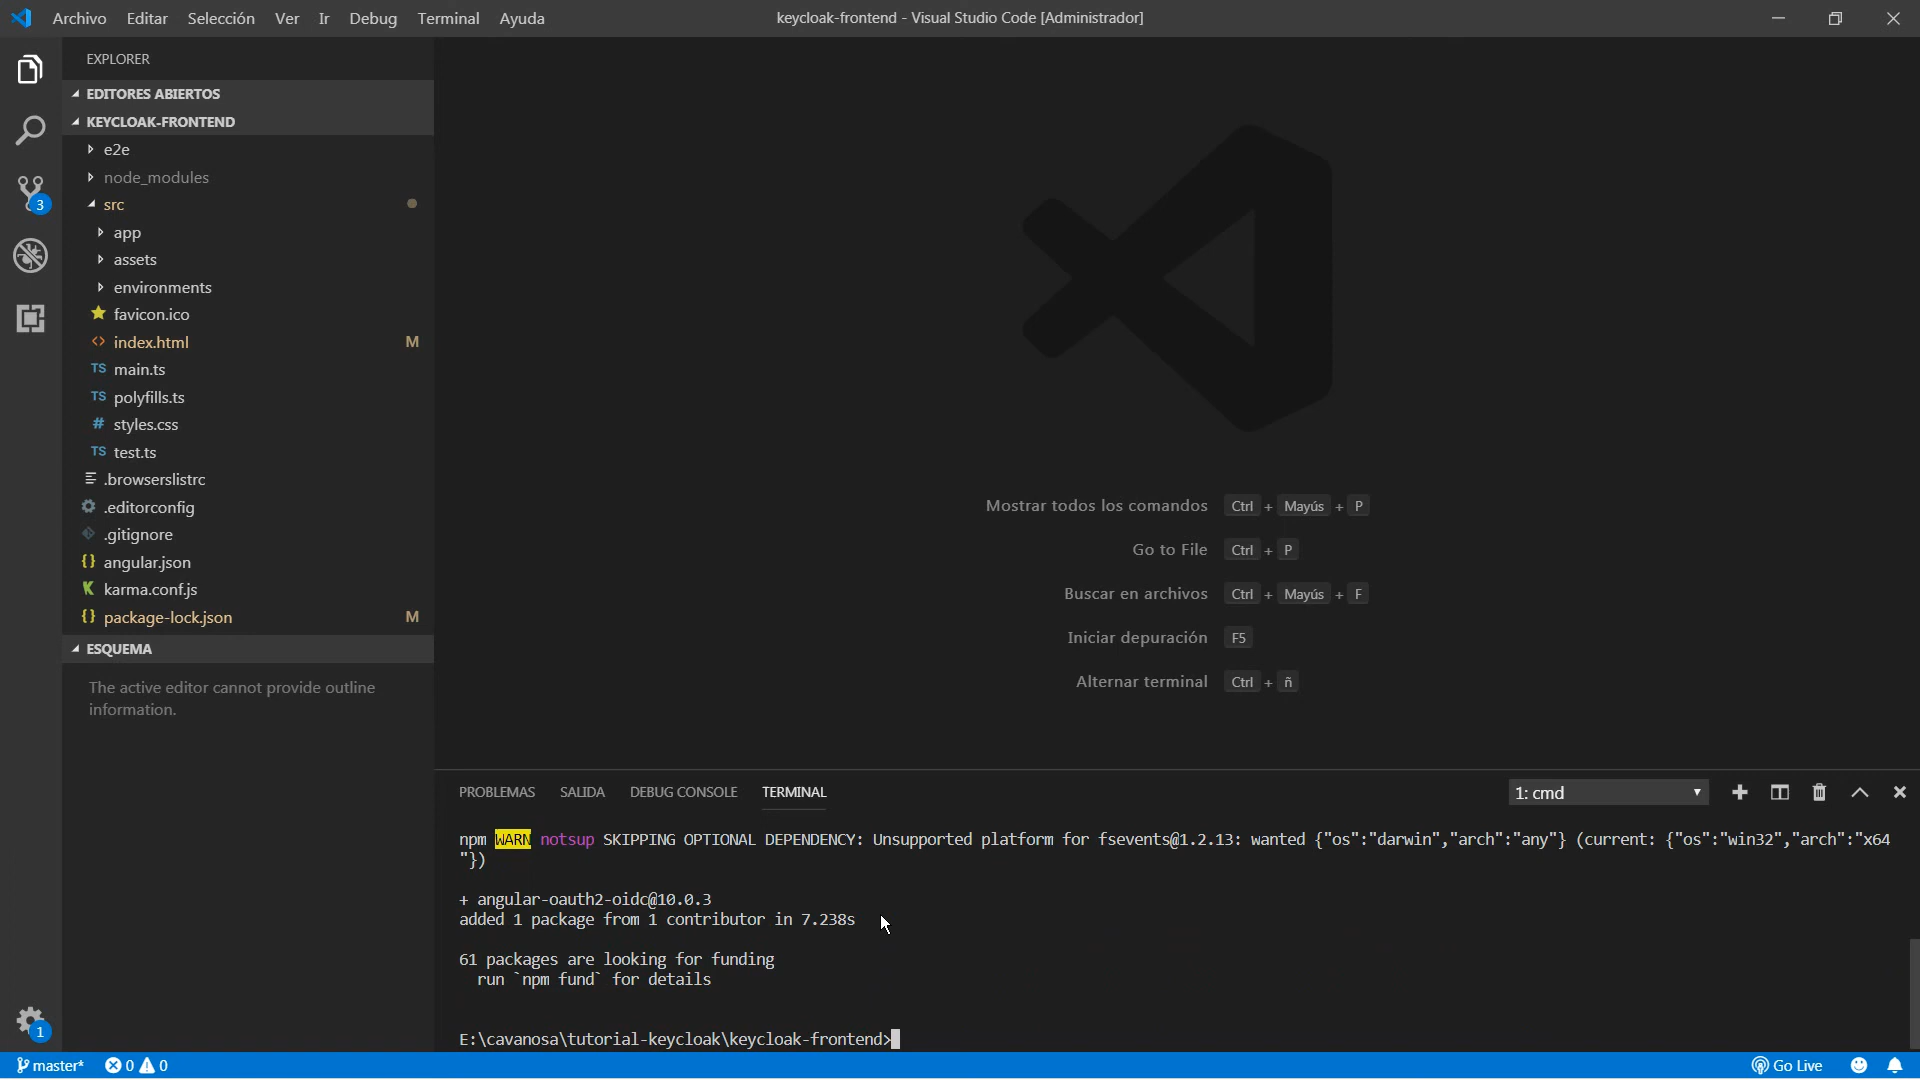 Archivo Editar Selección Ver Ir Debug Terminal Ayuda
keycloak-frontend - Visual Studio Code [Administrador]
EXPLORER
EDITORES ABIERTOS
KEYCLOAK-FRONTEND
e2e
node_modules
src
app
assets
environments
favicon.ico
index.html M
TS main.ts
TS polyfills.ts
# styles.css
TS test.ts
.browserslistrc
.editorconfig
.gitignore
{} angular.json
K karma.conf.js
{} package-lock.json M
ESQUEMA
The active editor cannot provide outline
information.
3
1
Mostrar todos los comandos Ctrl + Mayús + P
Go to File Ctrl + P
Buscar en archivos Ctrl + Mayús + F
Iniciar depuración F5
Alternar terminal Ctrl + ñ
PROBLEMAS SALIDA DEBUG CONSOLE TERMINAL
1: cmd
npm WARN notsup SKIPPING OPTIONAL DEPENDENCY: Unsupported platform for fsevents@1.2.13: wanted {"os":"darwin","arch":"any"} (current: {"os":"win32","arch":"x64
"})
+ angular-oauth2-oidc@10.0.3
added 1 package from 1 contributor in 7.238s
61 packages are looking for funding
run `npm fund` for details
E:\cavanosa\tutorial-keycloak\keycloak-frontend>
master* 0 0
Go Live